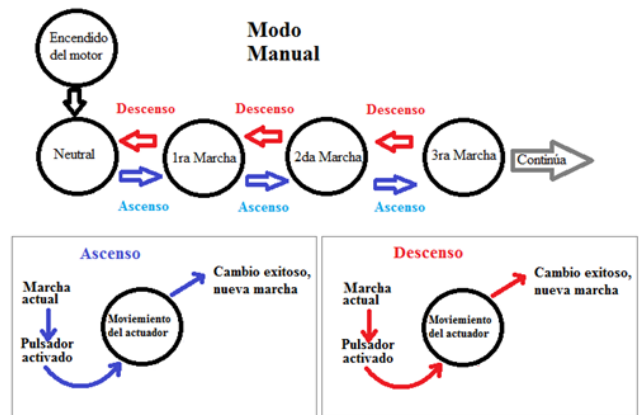 Encendido
del motor
Modo
Manual
Descenso
Descenso
Descenso
Neutral
1ra Marcha
2da Marcha
3ra Marcha
Continúa
Ascenso
Ascenso
Ascenso
Ascenso
Marcha
actual
Pulsador
activado
Moviemiento
del actuador
Cambio exitoso,
nueva marcha
Descenso
Marcha
actual
Pulsador
activado
Moviemiento
del actuador
Cambio exitoso,
nueva marcha